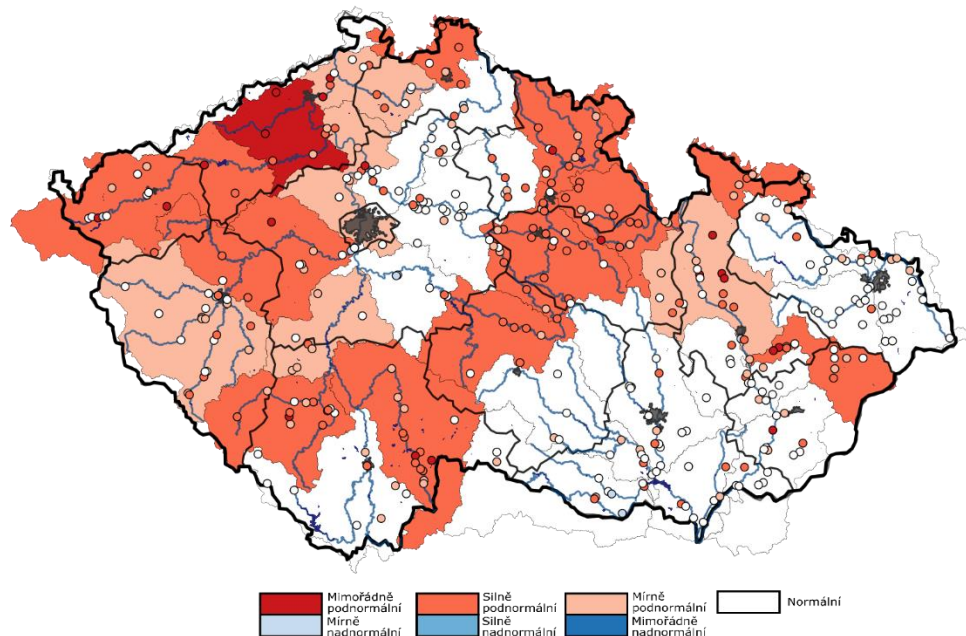 Mimořádně
podnormální
Silně
podnormální
Mírně
podnormální
Normální
Mírně
nadnormální
Silně
nadnormální
Mimořádně
nadnormální